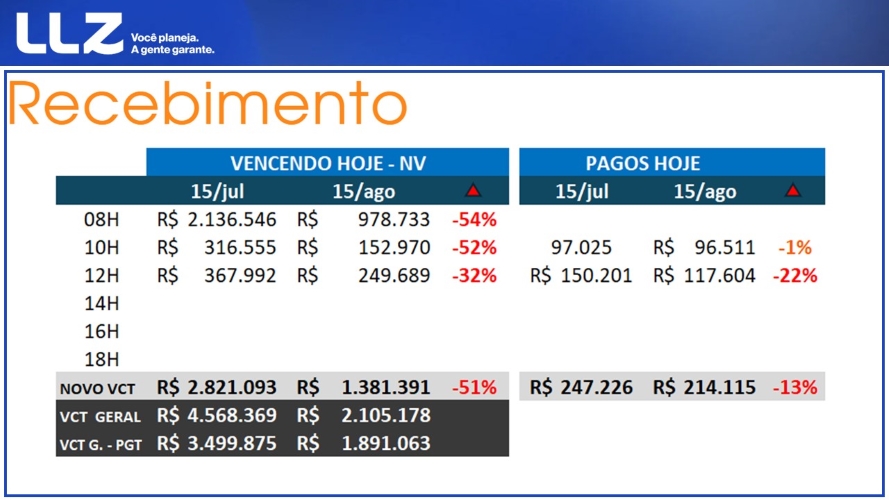 LLZ
Você planeja.
A gente garante.
Recebimento
VENCENDO HOJE - NV PAGOS HOJE
15/jul 15/ago 15/jul 15/ago
08H R$ 2.136.546 R$ 978.733 -54%
10H R$ 316.555 R$ 152.970 -52% 97.025 R$ 96.511 -1%
12H R$ 367.992 R$ 249.689 -32% R$ 150.201 R$ 117.604 -22%
14H
16H
18H
NOVO VCT R$ 2.821.093 R$ 1.381.391 -51% R$ 247.226 R$ 214.115 -13%
VCT GERAL R$ 4.568.369 R$ 2.105.178
VCT G. - PGT R$ 3.499.875 R$ 1.891.063